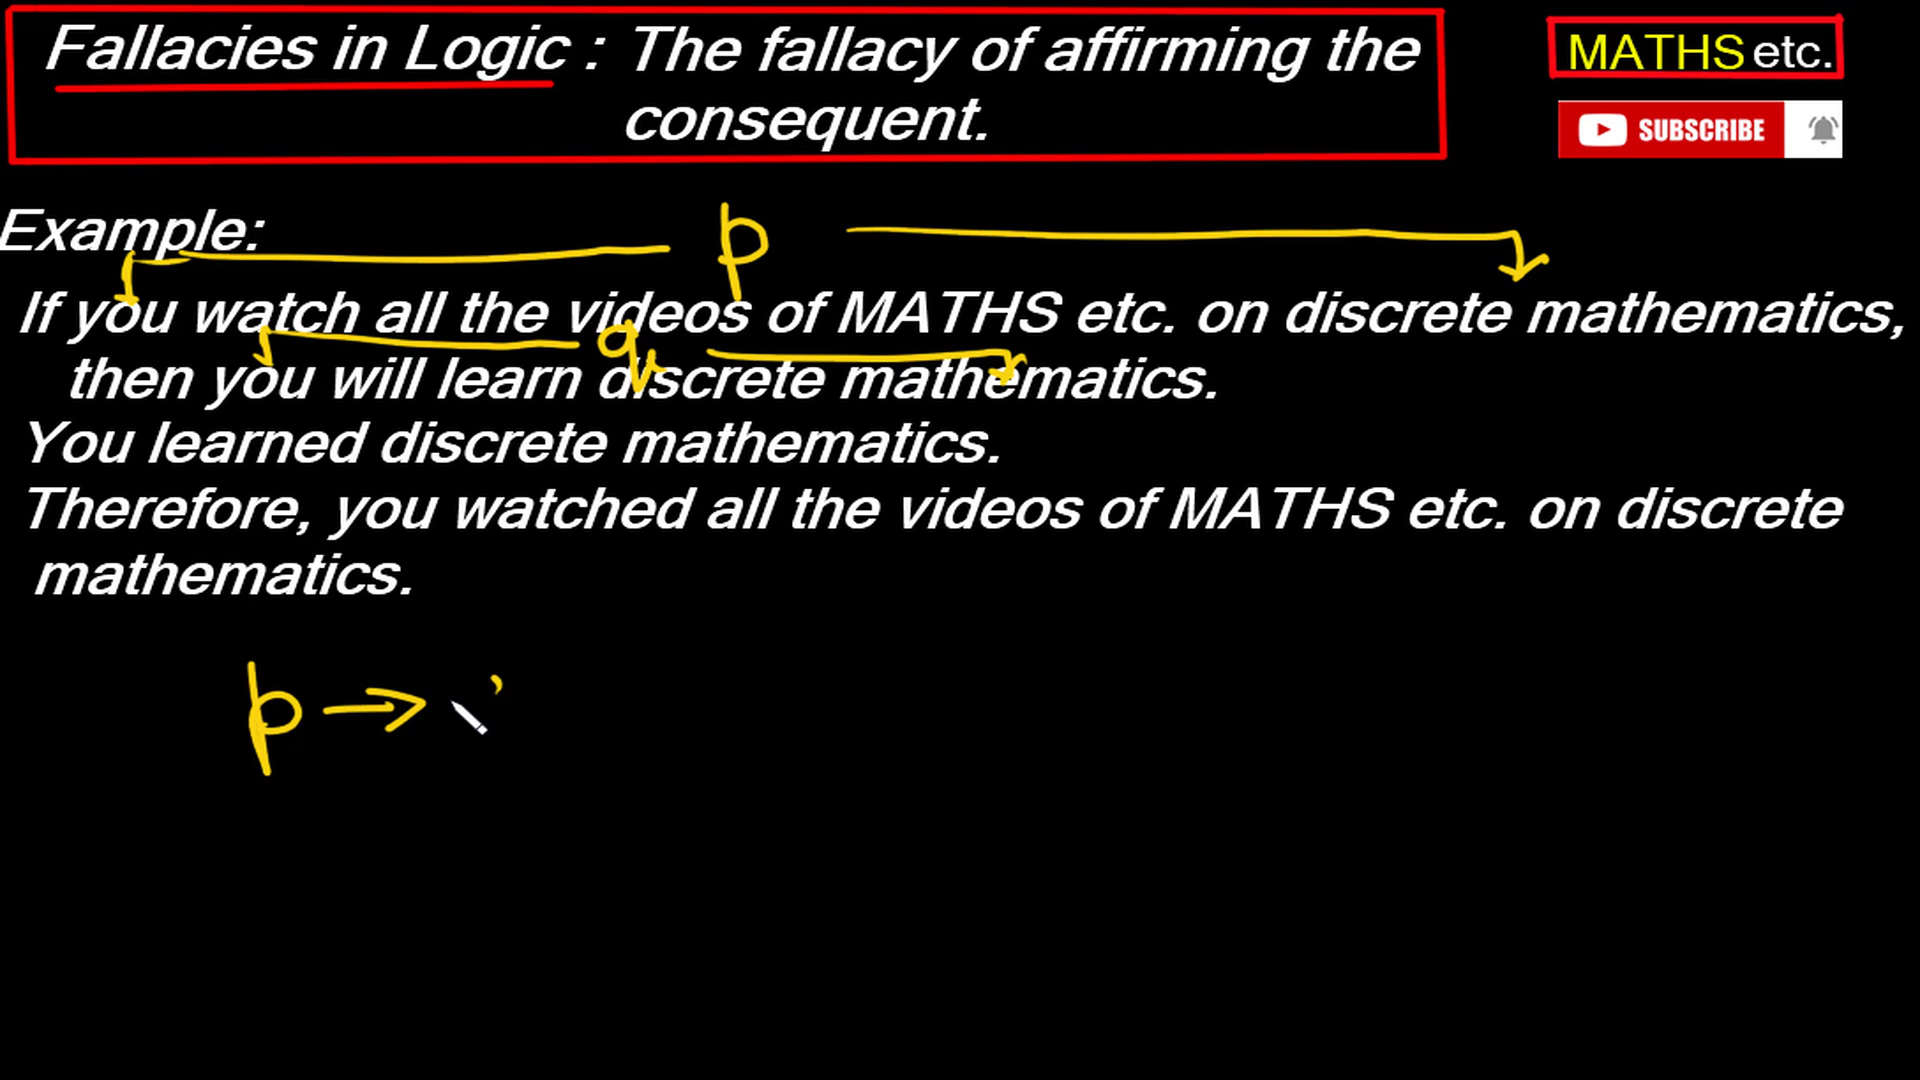 Fallacies in Logic : The fallacy of affirming the
consequent.
MATHS etc.
SUBSCRIBE
Example:
p
If you watch all the videos of MATHS etc. on discrete mathematics,
q
then you will learn discrete mathematics.
You learned discrete mathematics.
Therefore, you watched all the videos of MATHS etc. on discrete
mathematics.
p →